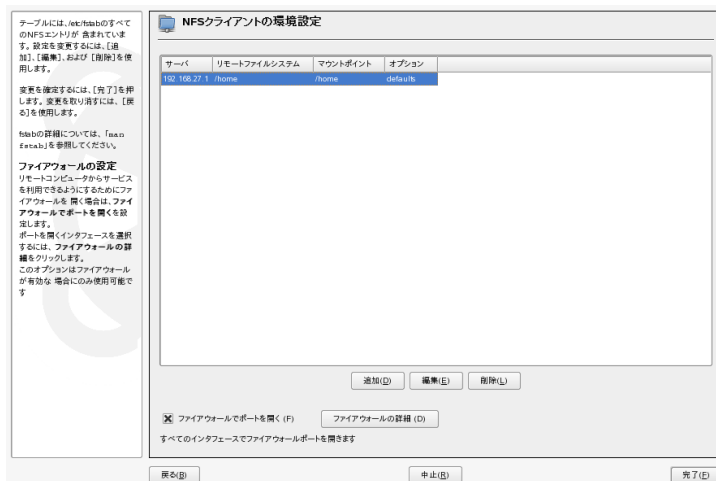 テーブルには、/etc/fstabのすべて
のNFSエントリが 含まれていま
す。設定を変更するには、[追
加]、[編集]、および [削除]を使
用します。
変更を確定するには、[完了]を押
します。変更を取り消すには、[戻
る]を使用します。
fstabの詳細については、「man
fstab」を参照してください。
ファイアウォールの設定
リモートコンピュータからサービス
を利用できるようにするためにファ
イアウォールを 開く場合は、ファイ
アウォールでポートを開くを設
定します。
ポートを開くインタフェースを選択
するには、ファイアウォールの詳
細をクリックします。
このオプションはファイアウォール
が有効な 場合にのみ使用可能で
す
NFSクライアントの環境設定
サーバ リモートファイルシステム マウントポイント オプション
192.168.27.1 /home /home defaults
追加(D) 編集(E) 削除(L)
ファイアウォールでポートを開く (F) ファイアウォールの詳細 (D)
すべてのインタフェースでファイアウォールポートを開きます
戻る(B) 中止(R) 完了(F)